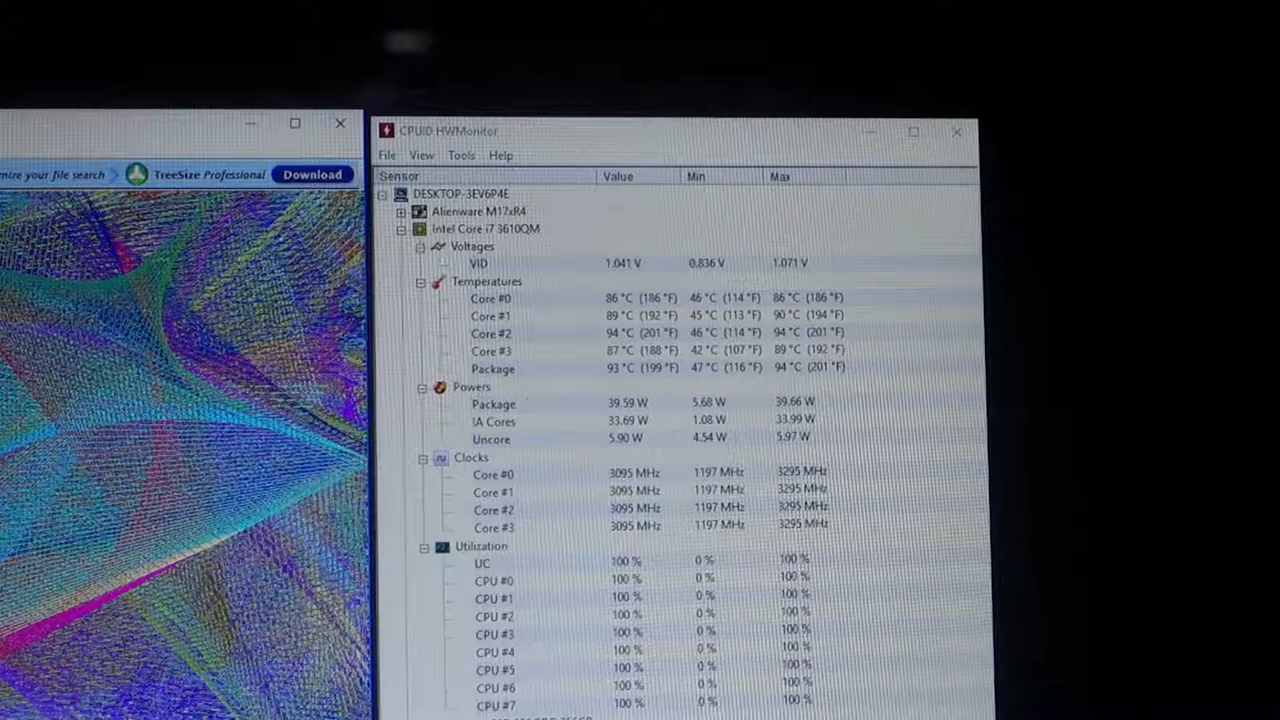 nize your file search TreeSize Professional Download
CPUID HWMonitor
File View Tools Help
Sensor Value Min Max
DESKTOP-3EV6P4E
Alienware M17xR4
Intel Core i7 3610QM
Voltages
VID 1.041 V 0.836 V 1.071 V
Temperatures
Core #0 86 °C (186 °F) 46 °C (114 °F) 86 °C (186 °F)
Core #1 89 °C (192 °F) 45 °C (113 °F) 90 °C (194 °F)
Core #2 94 °C (201 °F) 46 °C (114 °F) 94 °C (201 °F)
Core #3 87 °C (188 °F) 42 °C (107 °F) 89 °C (192 °F)
Package 93 °C (199 °F) 47 °C (116 °F) 94 °C (201 °F)
Powers
Package 39.59 W 5.68 W 39.66 W
IA Cores 33.69 W 1.08 W 33.99 W
Uncore 5.90 W 4.54 W 5.97 W
Clocks
Core #0 3095 MHz 1197 MHz 3295 MHz
Core #1 3095 MHz 1197 MHz 3295 MHz
Core #2 3095 MHz 1197 MHz 3295 MHz
Core #3 3095 MHz 1197 MHz 3295 MHz
Utilization
UC 100 % 0 % 100 %
CPU #0 100 % 0 % 100 %
CPU #1 100 % 0 % 100 %
CPU #2 100 % 0 % 100 %
CPU #3 100 % 0 % 100 %
CPU #4 100 % 0 % 100 %
CPU #5 100 % 0 % 100 %
CPU #6 100 % 0 % 100 %
CPU #7 100 % 0 % 100 %